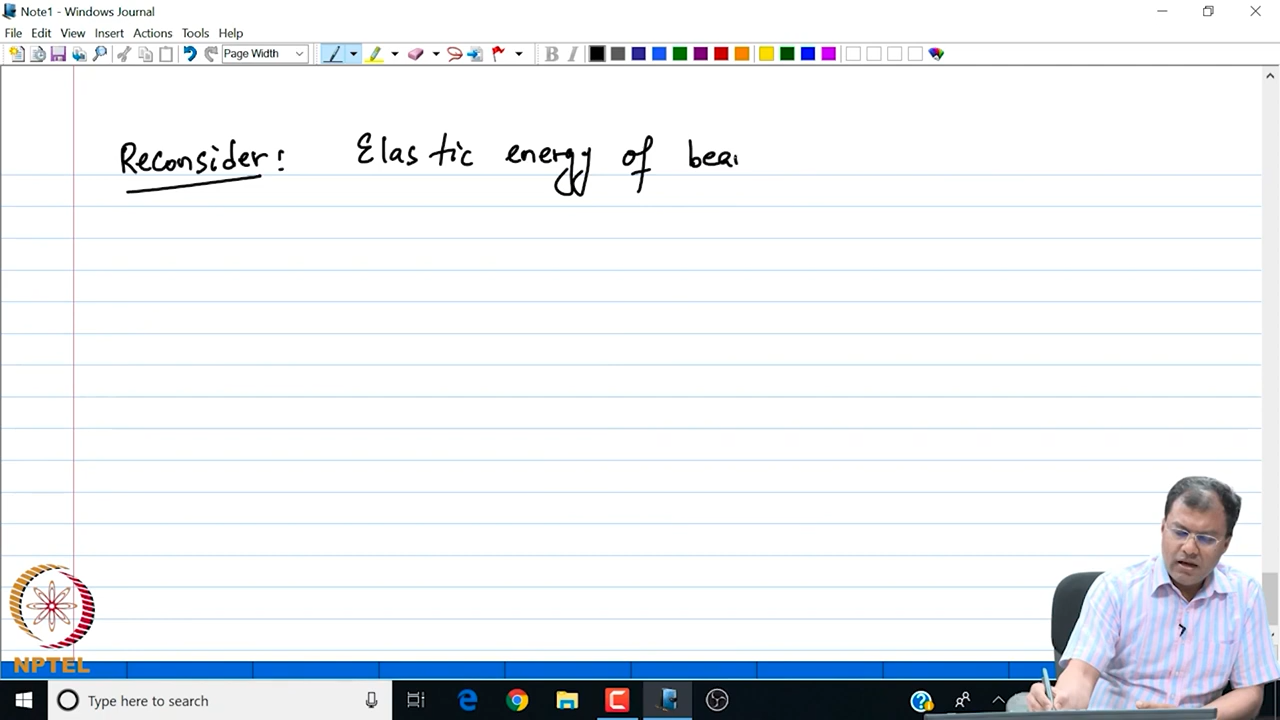 Note1 - Windows Journal
File Edit View Insert Actions Tools Help
Page Width
B I
Reconsider: Elastic energy of
NPTEL
Type here to search